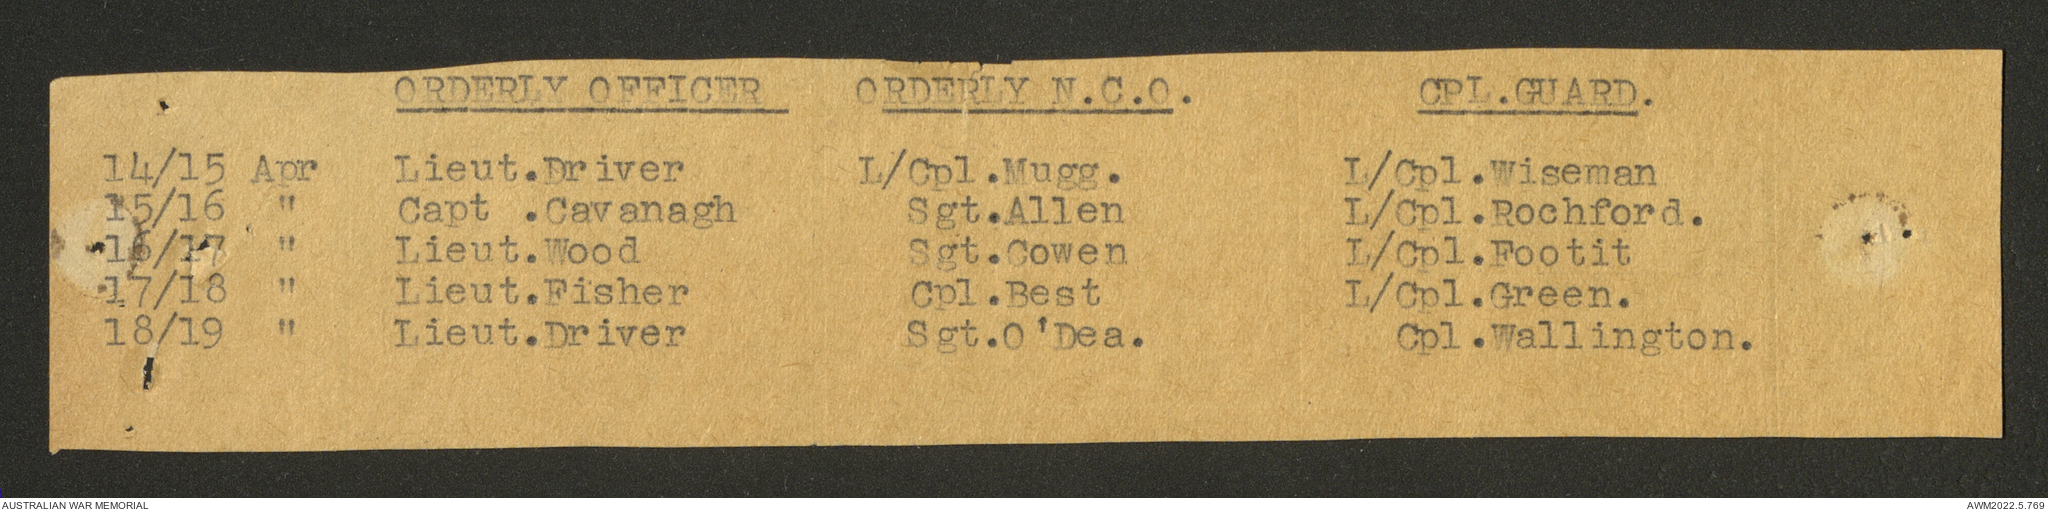 ORDERLY OFFICER ORDERLY N.C.O. CPL.GUARD.
14/15 Apr Lieut.Driver L/Cpl.Mugg. L/Cpl.Wiseman
15/16 " Capt .Cavanagh Sgt.Allen L/Cpl.Rochford.
16/17 " Lieut.Wood Sgt.Cowen L/Cpl.Footit
17/18 " Lieut.Fisher Cpl.Best L/Cpl.Green.
18/19 " Lieut.Driver Sgt.O'Dea. Cpl.Wallington.
AUSTRALIAN WAR MEMORIAL AWM2022.5.769